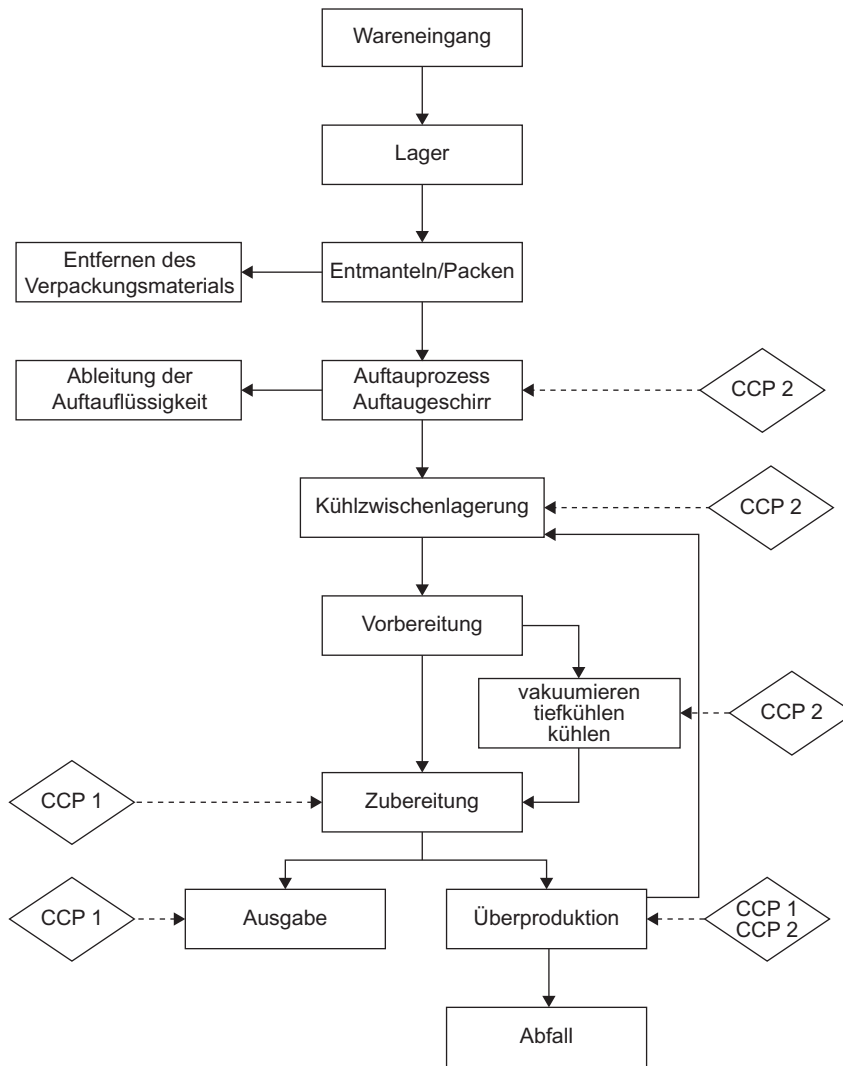 Wareneingang
Lager
Entfernen des
Verpackungsmaterials
Entmanteln/Packen
Ableitung der
Auftauflüssigkeit
Auftauprozess
Auftaugeschirr
CCP 2
Kühlzwischenlagerung
CCP 2
Vorbereitung
vakuumieren
tiefkühlen
kühlen
CCP 2
CCP 1
Zubereitung
CCP 1
Ausgabe
Überproduktion
CCP 1
CCP 2
Abfall